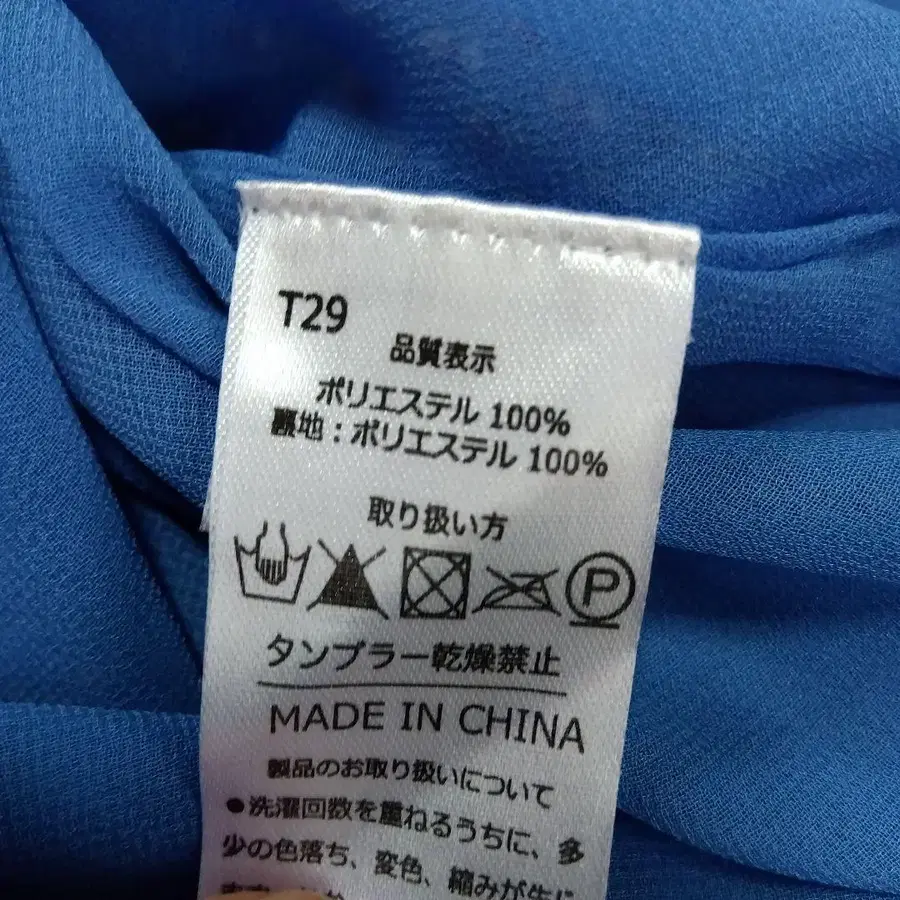 T29
品質表示
ポリエステル 100%
裏地：ポリエステル 100%
取り扱い方
P
タンブラー乾燥禁止
MADE IN CHINA
製品のお取り扱いについて
●洗濯回数を重ねるうちに、多
少の色落ち、変色、縮みが生じ